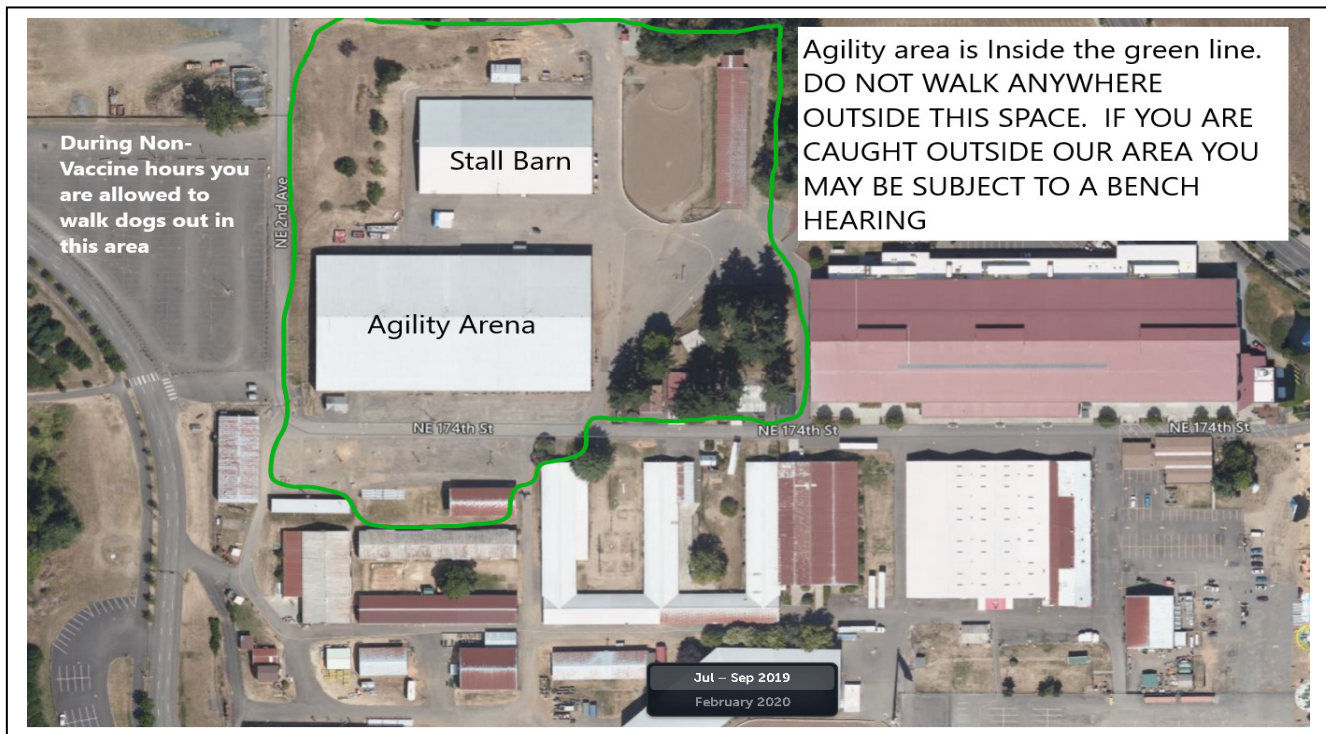 Agility area is Inside the green line.
DO NOT WALK ANYWHERE
OUTSIDE THIS SPACE.  IF YOU ARE
CAUGHT OUTSIDE OUR AREA YOU
MAY BE SUBJECT TO A BENCH
HEARING
During Non-
Vaccine hours you
are allowed to
walk dogs out in
this area
Stall Barn
NE 2nd Ave
Agility Arena
NE 174th St
NE 174th St
NE 174th St
Jul – Sep 2019
February 2020